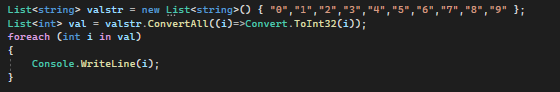 List<string> valstr = new List<string>() { "0","1","2","3","4","5","6","7","8","9" };
List<int> val = valstr.ConvertAll((i)=>Convert.ToInt32(i));
foreach (int i in val)
{
    Console.WriteLine(i);
}